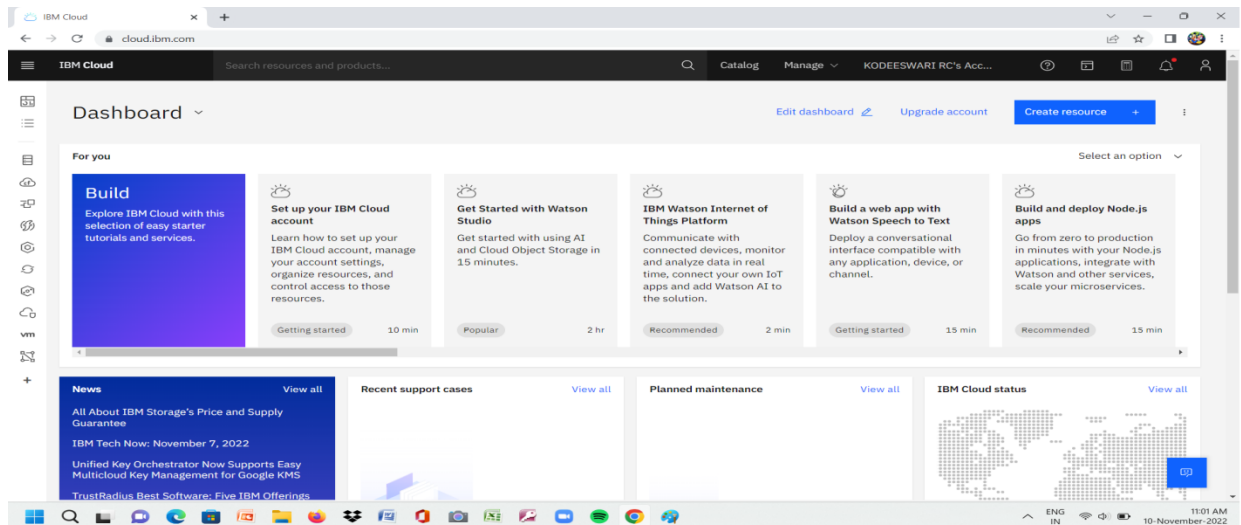 IBM Cloud
cloud.ibm.com
IBM Cloud
Search resources and products...
Catalog
Manage
KODEESWARI RC's Acc...
Dashboard
Edit dashboard
Upgrade account
Create resource +
For you
Select an option
Build
Explore IBM Cloud with this
selection of easy starter
tutorials and services.
Set up your IBM Cloud
account
Learn how to set up your
IBM Cloud account, manage
your account settings,
organize resources, and
control access to those
resources.
Getting started
10 min
Get Started with Watson
Studio
Get started with using AI
and Cloud Object Storage in
15 minutes.
Popular
2 hr
IBM Watson Internet of
Things Platform
Communicate with
connected devices, monitor
and analyze data in real
time, connect your own IoT
apps and add Watson AI to
the solution.
Recommended
2 min
Build a web app with
Watson Speech to Text
Deploy a conversational
interface compatible with
any application, device, or
channel.
Getting started
15 min
Build and deploy Node.js
apps
Go from zero to production
in minutes with your Node.js
applications, integrate with
Watson and other services,
scale your microservices.
Recommended
15 min
vm
News
View all
All About IBM Storage's Price and Supply
Guarantee
IBM Tech Now: November 7, 2022
Unified Key Orchestrator Now Supports Easy
Multicloud Key Management for Google KMS
TrustRadius Best Software: Five IBM Offerings
Recent support cases
View all
Planned maintenance
View all
IBM Cloud status
View all
ENG
IN
11:01 AM
10-November-2022